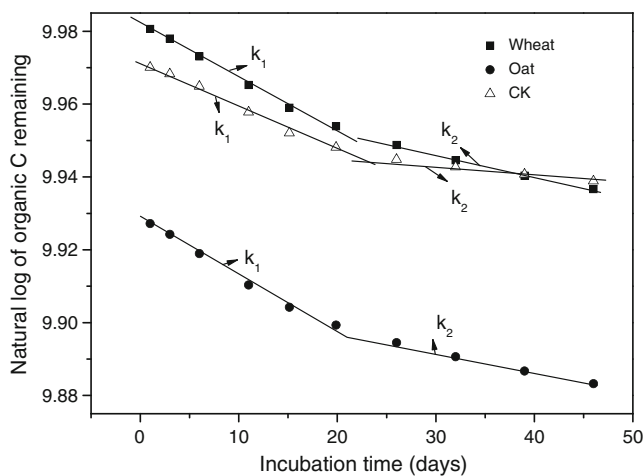 Wheat
Oat
CK
k1
k1
k2
k2
k1
k2
9.98
9.96
9.94
9.92
9.90
9.88
0 10 20 30 40 50
Natural log of organic C remaining
Incubation time (days)